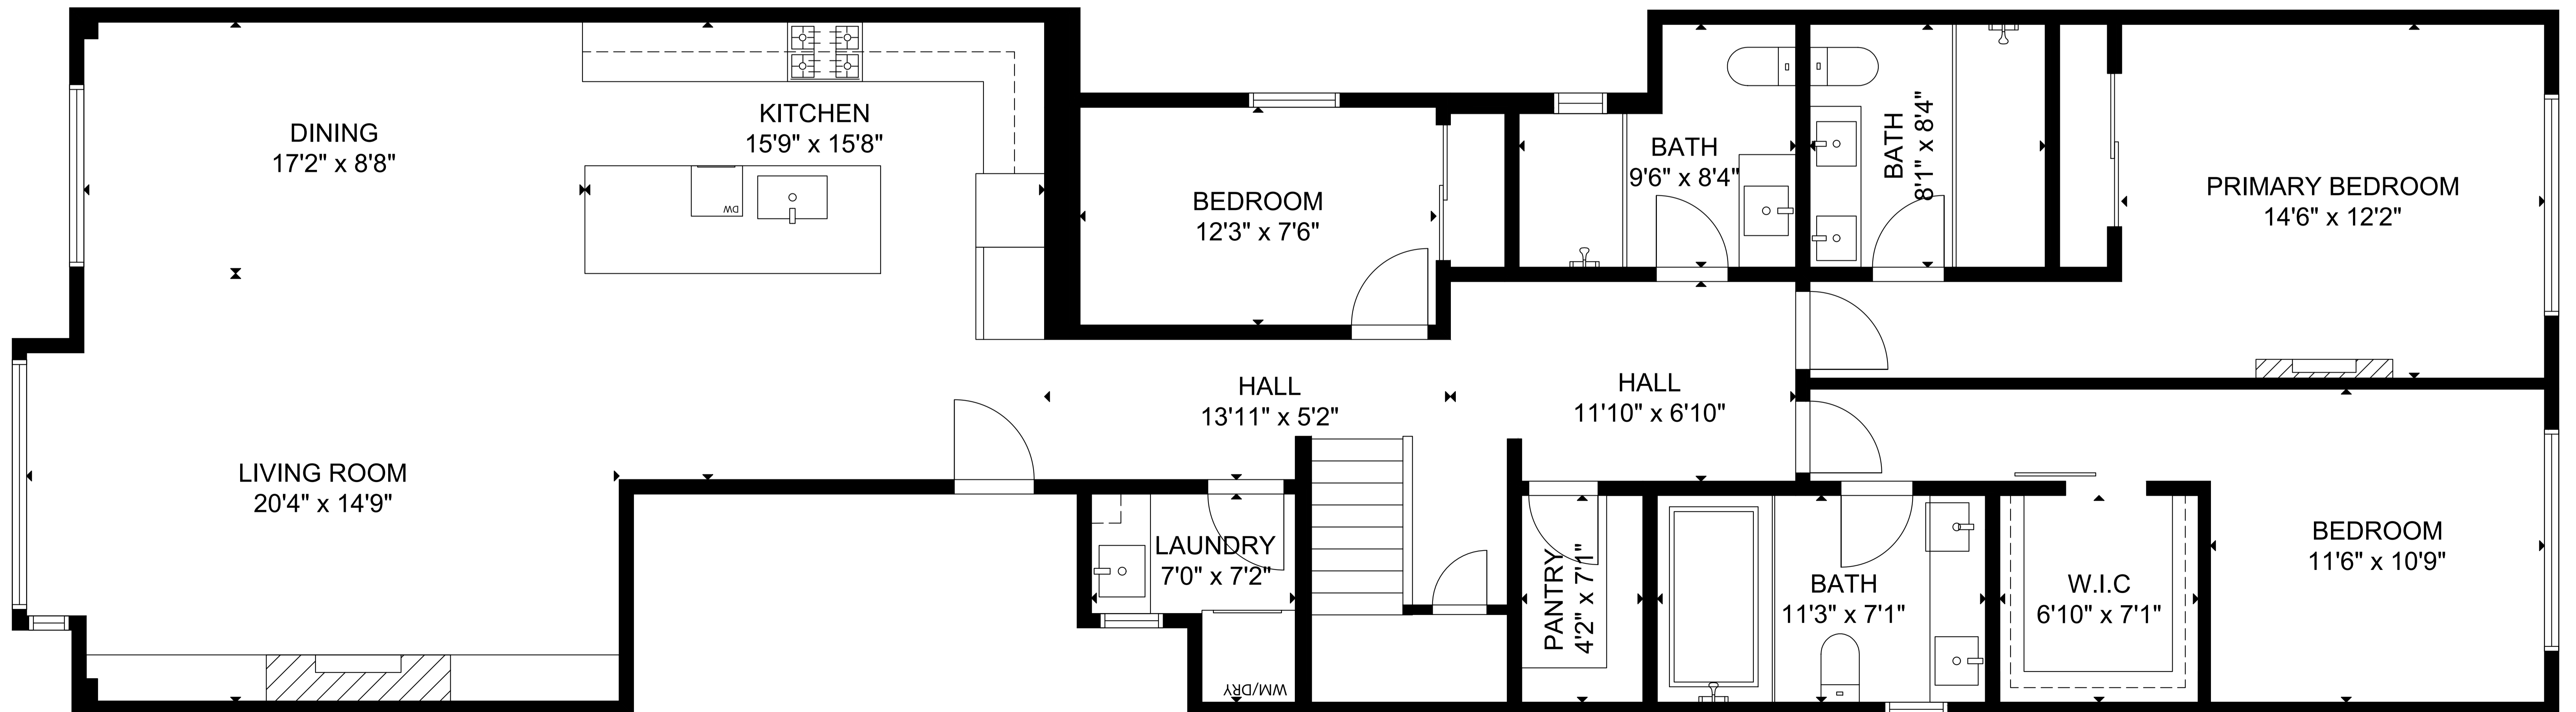 DINING
17'2" x 8'8"
KITCHEN
15'9" x 15'8"
DW
BEDROOM
12'3" x 7'6"
BATH
9'6" x 8'4"
BATH
8'1" x 8'4"
PRIMARY BEDROOM
14'6" x 12'2"
HALL
13'11" x 5'2"
HALL
11'10" x 6'10"
LIVING ROOM
20'4" x 14'9"
LAUNDRY
7'0" x 7'2"
WM/DRY
PANTRY
4'2" x 7'1"
BATH
11'3" x 7'1"
W.I.C
6'10" x 7'1"
BEDROOM
11'6" x 10'9"